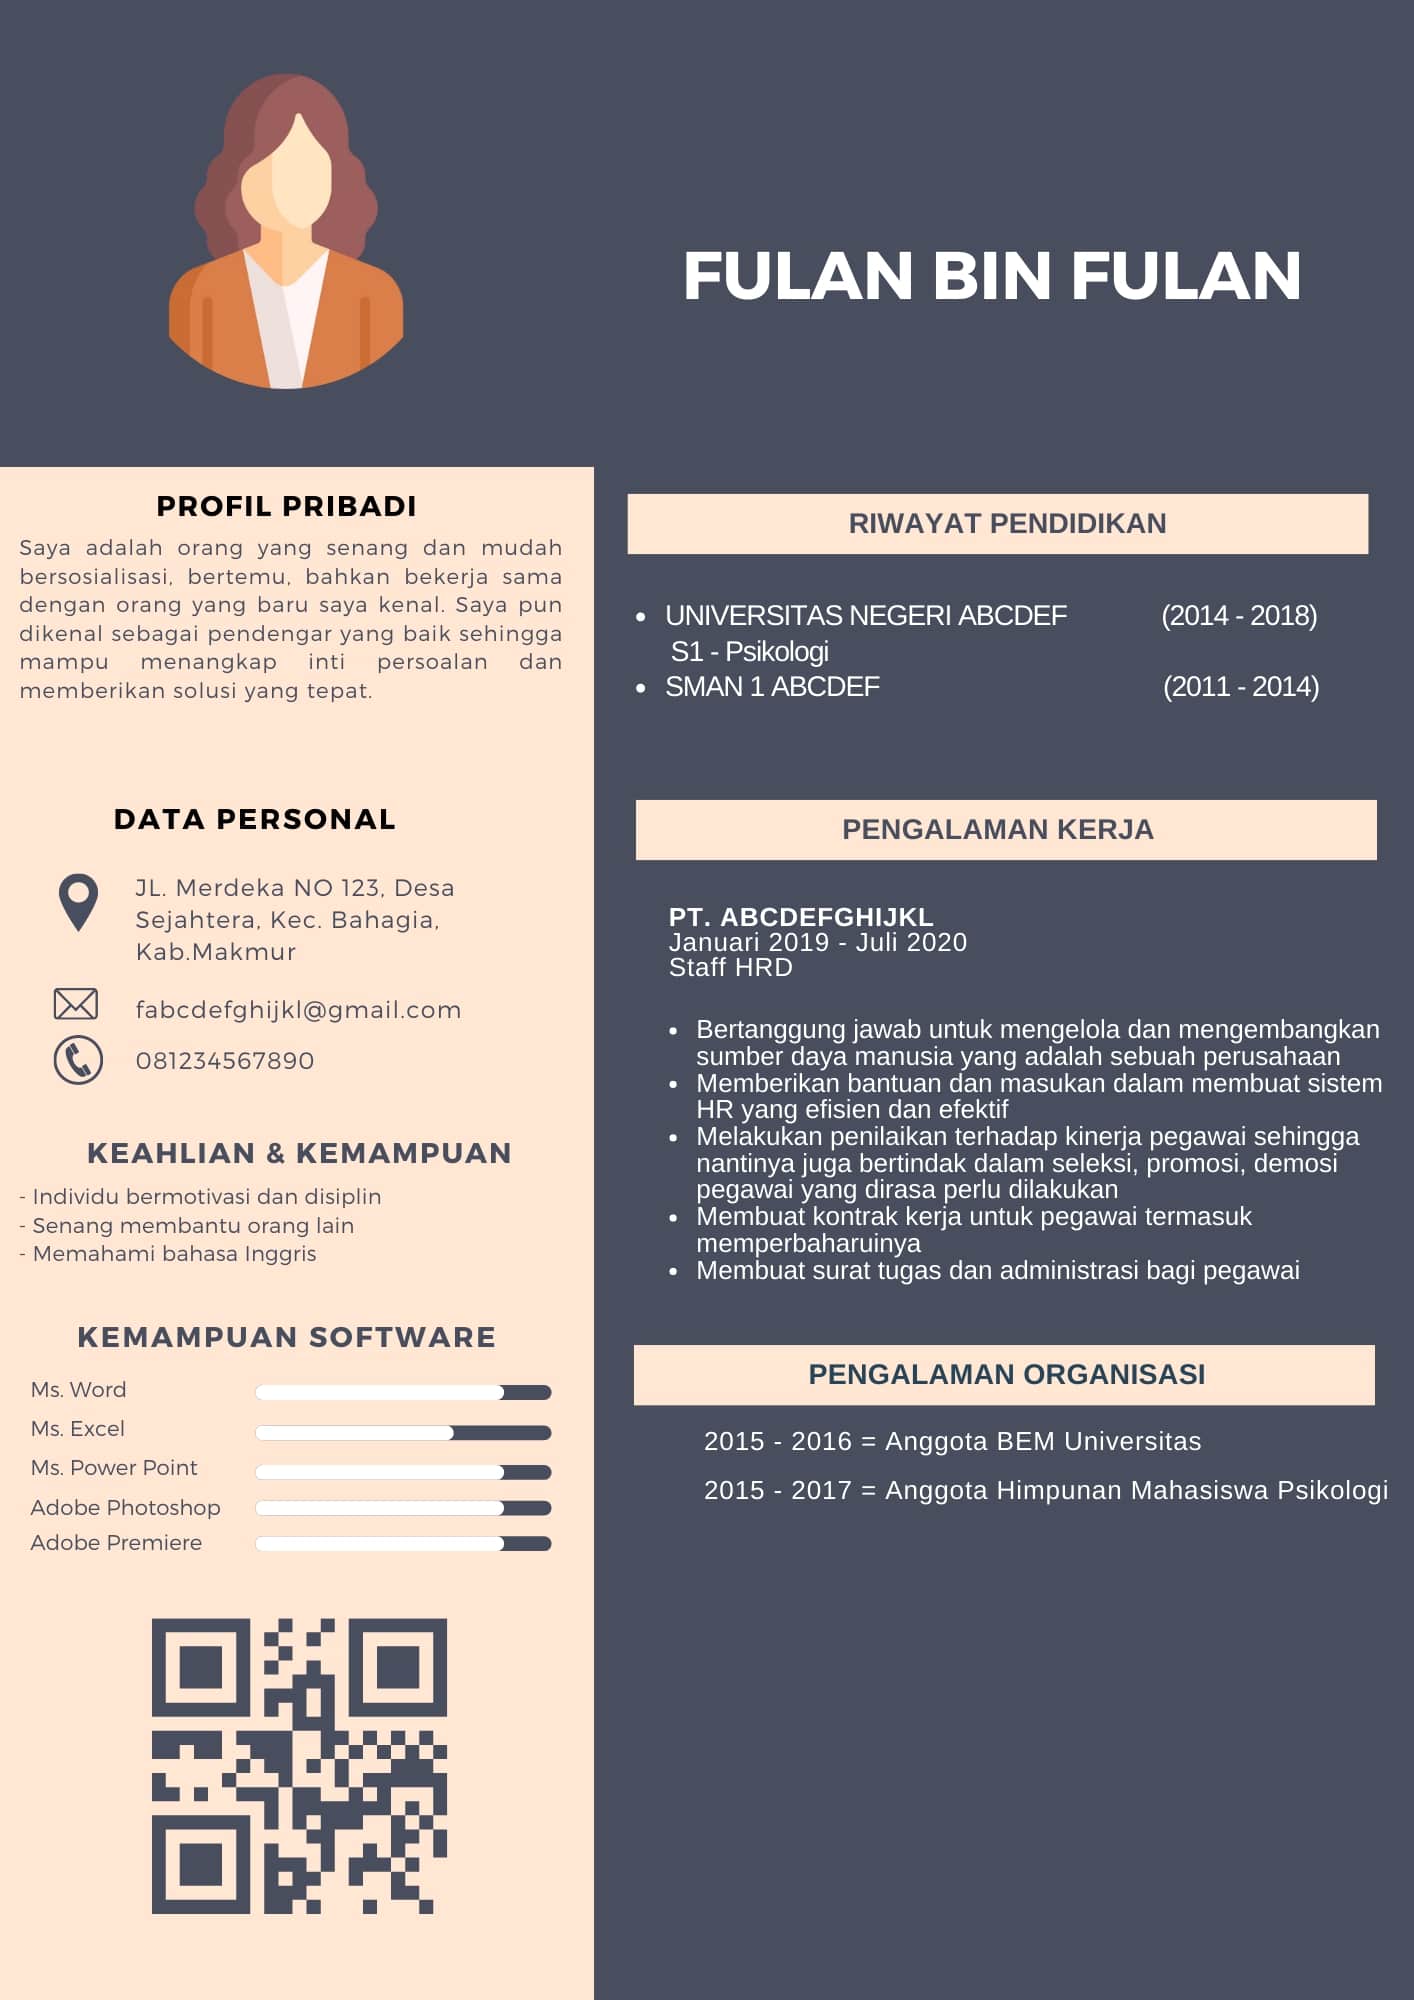 FULAN BIN FULAN
PROFIL PRIBADI
Saya adalah orang yang senang dan mudah
bersosialisasi, bertemu, bahkan bekerja sama
dengan orang yang baru saya kenal. Saya pun
dikenal sebagai pendengar yang baik sehingga
mampu menangkap inti persoalan dan
memberikan solusi yang tepat.
DATA PERSONAL
JL. Merdeka NO 123, Desa
Sejahtera, Kec. Bahagia,
Kab.Makmur
fabcdefghijkl@gmail.com
081234567890
KEAHLIAN & KEMAMPUAN
- Individu bermotivasi dan disiplin
- Senang membantu orang lain
- Memahami bahasa Inggris
KEMAMPUAN SOFTWARE
Ms. Word
Ms. Excel
Ms. Power Point
Adobe Photoshop
Adobe Premiere
RIWAYAT PENDIDIKAN
• UNIVERSITAS NEGERI ABCDEF (2014 - 2018)
S1 - Psikologi
• SMAN 1 ABCDEF (2011 - 2014)
PENGALAMAN KERJA
PT. ABCDEFGHIJKL
Januari 2019 - Juli 2020
Staff HRD
• Bertanggung jawab untuk mengelola dan mengembangkan
sumber daya manusia yang adalah sebuah perusahaan
• Memberikan bantuan dan masukan dalam membuat sistem
HR yang efisien dan efektif
• Melakukan penilaikan terhadap kinerja pegawai sehingga
nantinya juga bertindak dalam seleksi, promosi, demosi
pegawai yang dirasa perlu dilakukan
• Membuat kontrak kerja untuk pegawai termasuk
memperbaharuinya
• Membuat surat tugas dan administrasi bagi pegawai
PENGALAMAN ORGANISASI
2015 - 2016 = Anggota BEM Universitas
2015 - 2017 = Anggota Himpunan Mahasiswa Psikologi